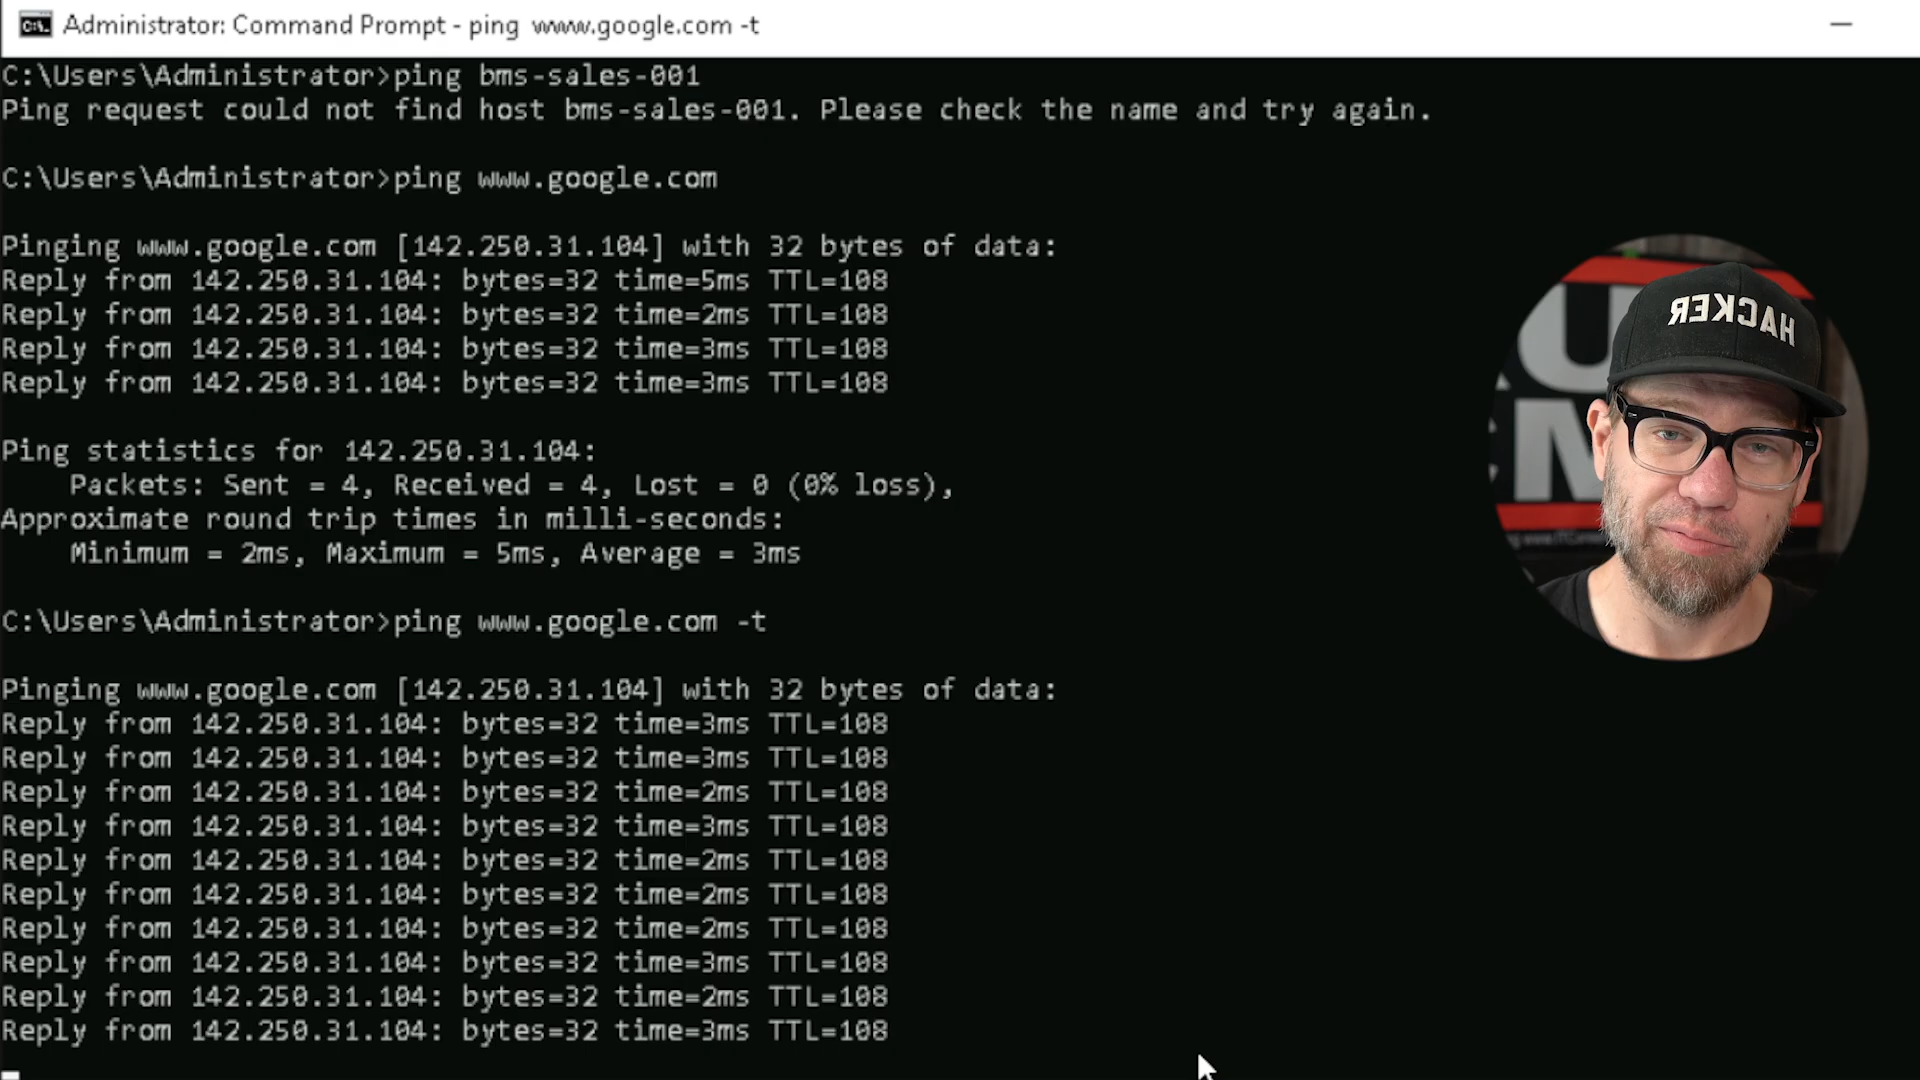 Administrator: Command Prompt - ping www.google.com -t
C:\Users\Administrator>ping bms-sales-001
Ping request could not find host bms-sales-001. Please check the name and try again.
C:\Users\Administrator>ping www.google.com
Pinging www.google.com [142.250.31.104] with 32 bytes of data:
Reply from 142.250.31.104: bytes=32 time=5ms TTL=108
Reply from 142.250.31.104: bytes=32 time=2ms TTL=108
Reply from 142.250.31.104: bytes=32 time=3ms TTL=108
Reply from 142.250.31.104: bytes=32 time=3ms TTL=108
Ping statistics for 142.250.31.104:
Packets: Sent = 4, Received = 4, Lost = 0 (0% loss),
Approximate round trip times in milli-seconds:
Minimum = 2ms, Maximum = 5ms, Average = 3ms
C:\Users\Administrator>ping www.google.com -t
Pinging www.google.com [142.250.31.104] with 32 bytes of data:
Reply from 142.250.31.104: bytes=32 time=3ms TTL=108
Reply from 142.250.31.104: bytes=32 time=3ms TTL=108
Reply from 142.250.31.104: bytes=32 time=2ms TTL=108
Reply from 142.250.31.104: bytes=32 time=3ms TTL=108
Reply from 142.250.31.104: bytes=32 time=2ms TTL=108
Reply from 142.250.31.104: bytes=32 time=2ms TTL=108
Reply from 142.250.31.104: bytes=32 time=2ms TTL=108
Reply from 142.250.31.104: bytes=32 time=3ms TTL=108
Reply from 142.250.31.104: bytes=32 time=2ms TTL=108
Reply from 142.250.31.104: bytes=32 time=3ms TTL=108
HACKER